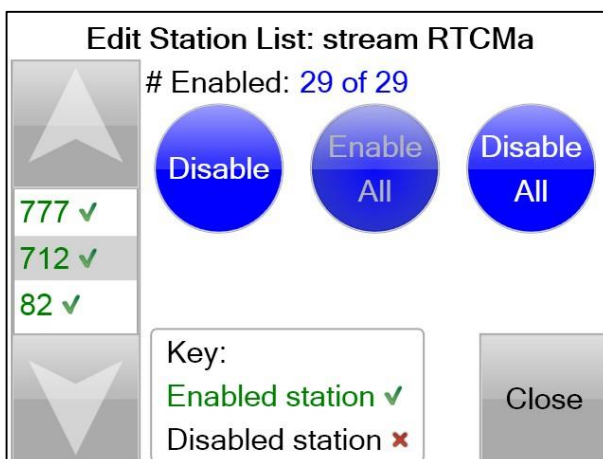 Edit Station List: stream RTCMa
# Enabled: 29 of 29
Disable
Enable
All
Disable
All
777 ✓
712 ✓
82 ✓
Key:
Enabled station ✓
Disabled station ✗
Close